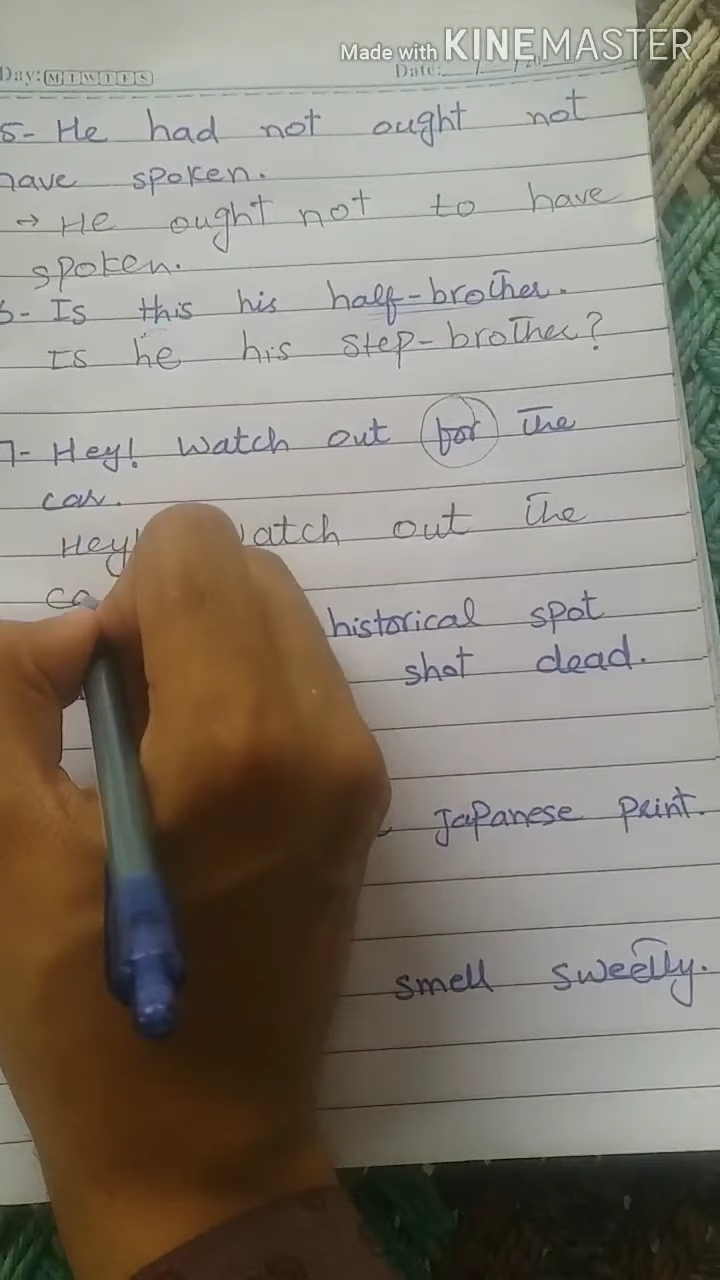 Made with KINEMASTER
Day: M T W T F S
Date: / /20
5- He had not ought not
have spoken.
→ He ought not to have
spoken.
6- Is this his half-brother.
Is he his step-brother?
7- Hey! Watch out for the
car.
Hey! Watch out the
ca
historical spot
shot dead.
Japanese print.
smell sweetly.